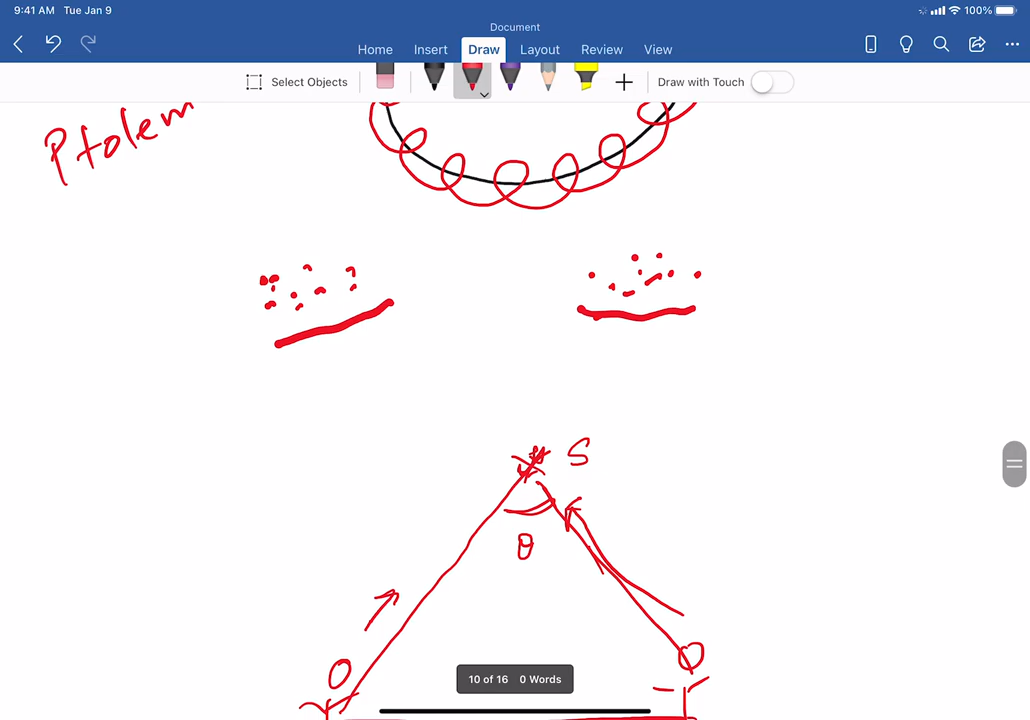 9:41 AM Tue Jan 9
100%
Document
Home Insert Draw Layout Review View
Select Objects
Draw with Touch
Ptolem
S
θ
10 of 16 0 Words